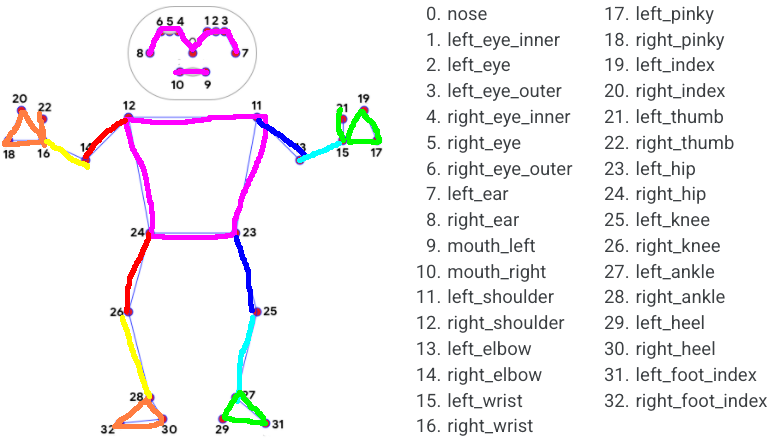 6 5 4 1 2 3
8 7
10 9
20 22 12 11 21 19
18 16 14 13 15 17
24 23
26 25
28 27
32 30 29 31
0. nose
1. left_eye_inner
2. left_eye
3. left_eye_outer
4. right_eye_inner
5. right_eye
6. right_eye_outer
7. left_ear
8. right_ear
9. mouth_left
10. mouth_right
11. left_shoulder
12. right_shoulder
13. left_elbow
14. right_elbow
15. left_wrist
16. right_wrist
17. left_pinky
18. right_pinky
19. left_index
20. right_index
21. left_thumb
22. right_thumb
23. left_hip
24. right_hip
25. left_knee
26. right_knee
27. left_ankle
28. right_ankle
29. left_heel
30. right_heel
31. left_foot_index
32. right_foot_index